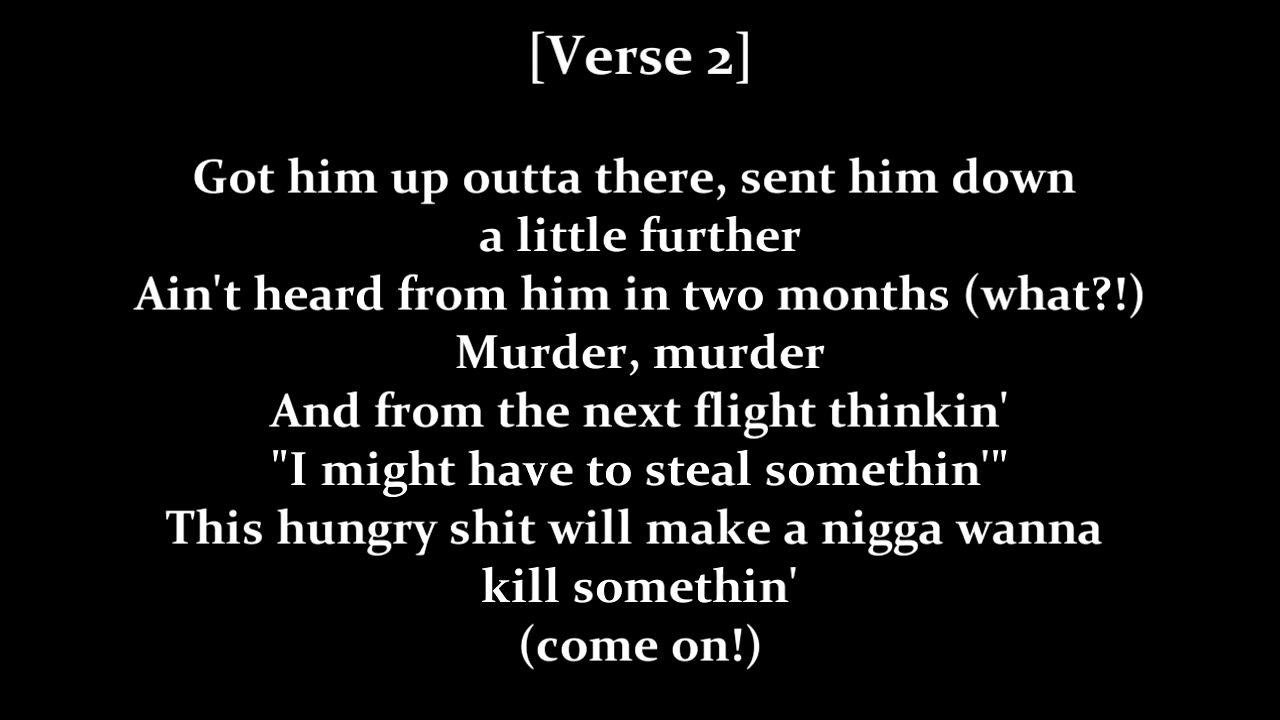 [Verse 2]
Got him up outta there, sent him down
a little further
Ain't heard from him in two months (what?!)
Murder, murder
And from the next flight thinkin'
"I might have to steal somethin'"
This hungry shit will make a nigga wanna
kill somethin'
(come on!)